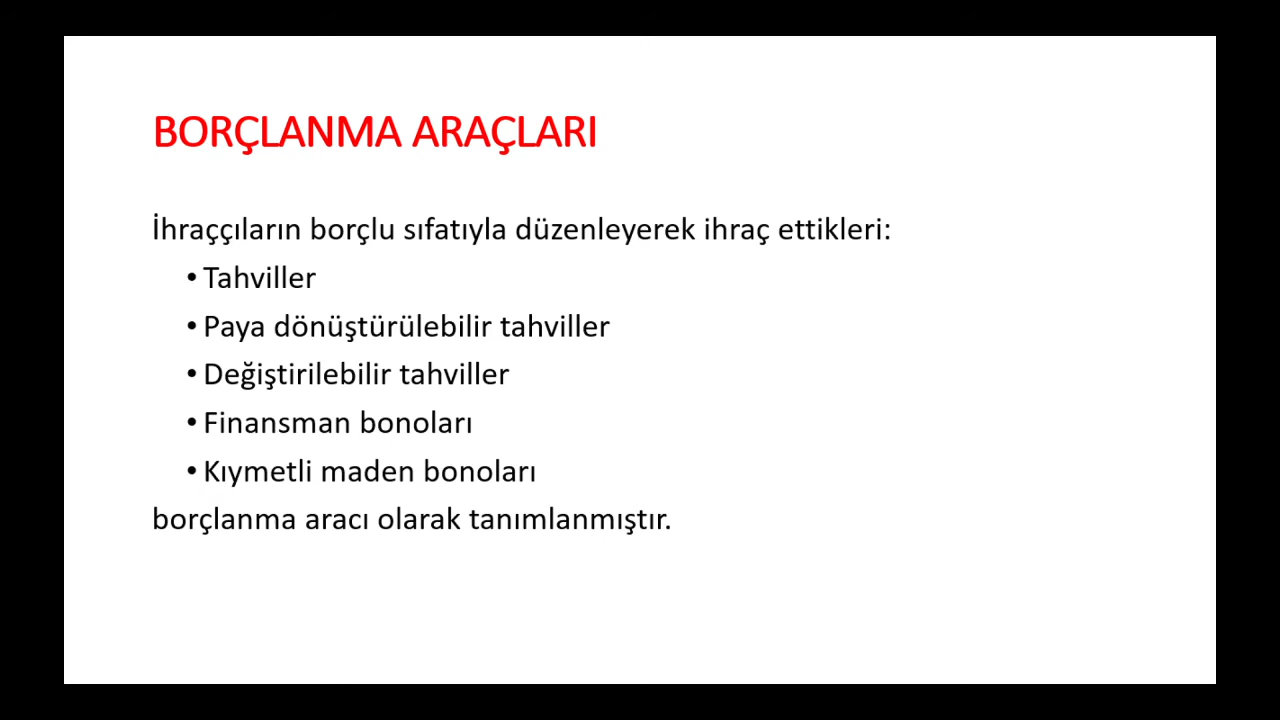 BORÇLANMA ARAÇLARI
İhraççıların borçlu sıfatıyla düzenleyerek ihraç ettikleri:
• Tahviller
• Paya dönüştürülebilir tahviller
• Değiştirilebilir tahviller
• Finansman bonoları
• Kıymetli maden bonoları
borçlanma aracı olarak tanımlanmıştır.